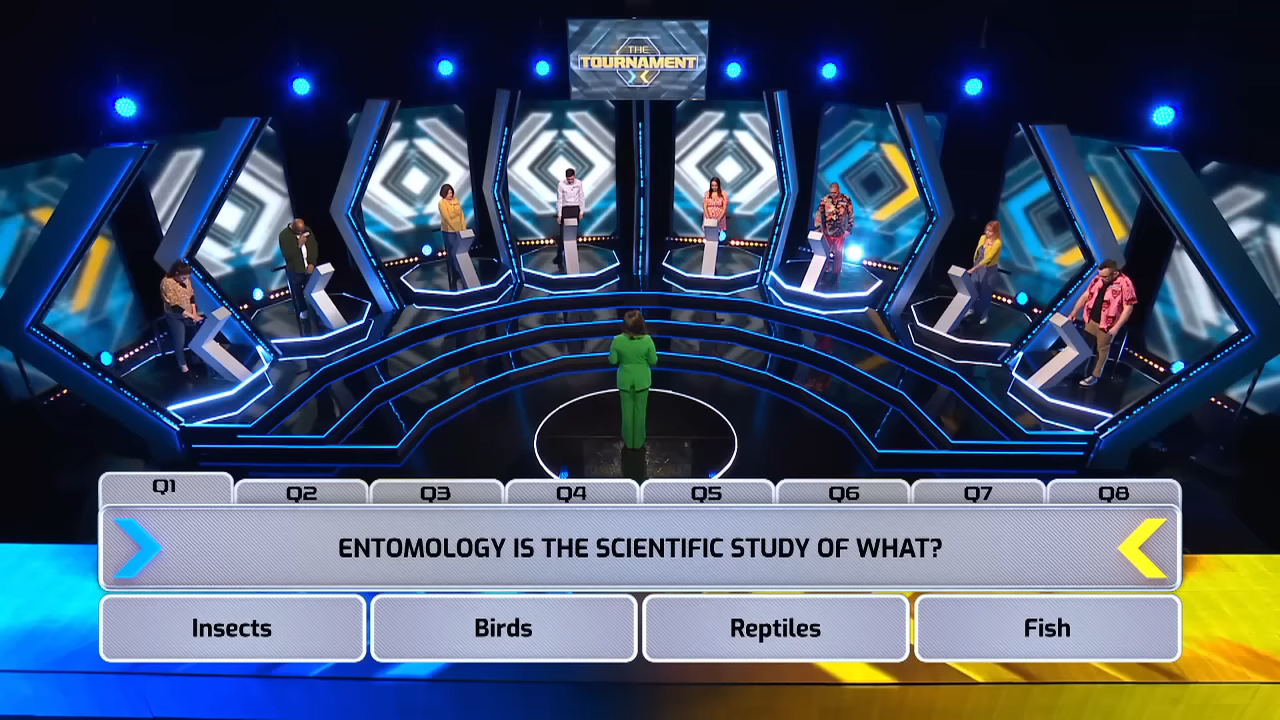 THE
TOURNAMENT
Q1
Q2
Q3
Q4
Q5
Q6
Q7
Q8
ENTOMOLOGY IS THE SCIENTIFIC STUDY OF WHAT?
Insects
Birds
Reptiles
Fish